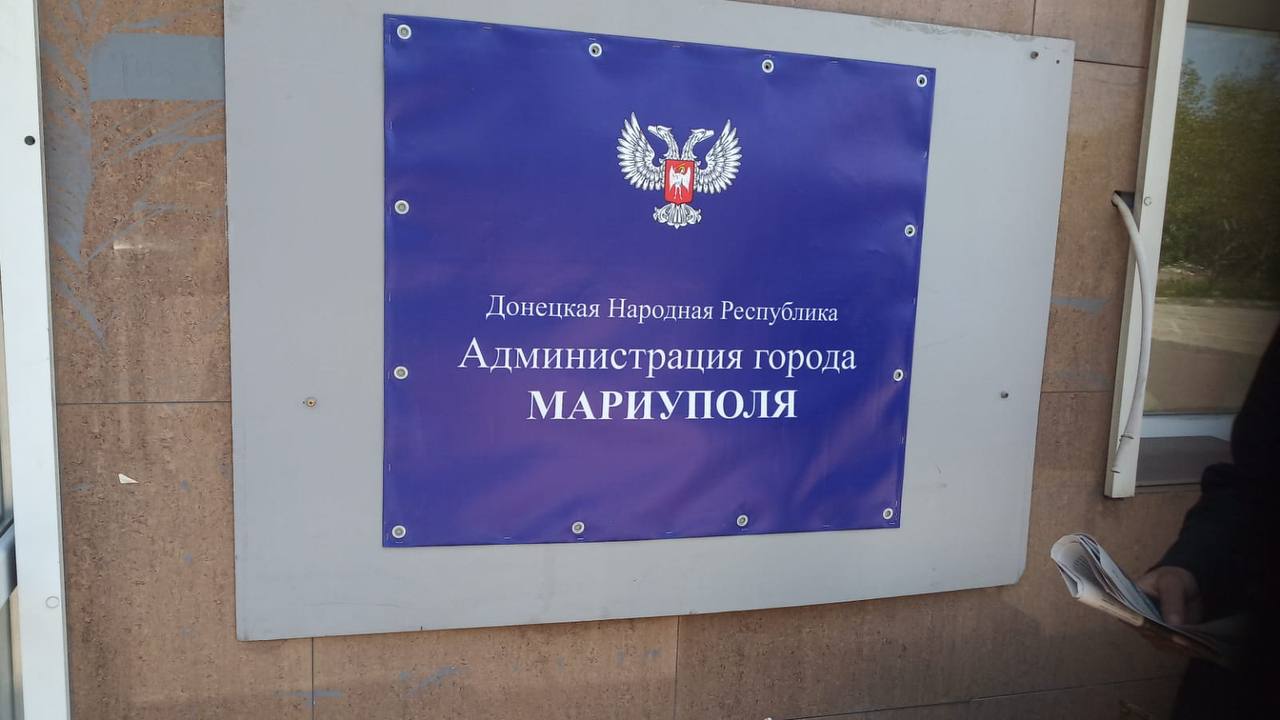 Донецкая Народная Республика
Администрация города
МАРИУПОЛЯ